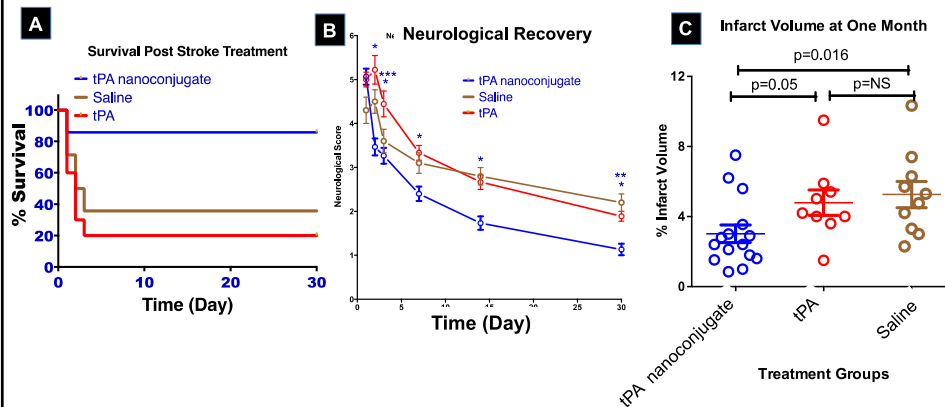 A
Survival Post Stroke Treatment
tPA nanoconjugate
Saline
tPA
100
80
60
40
20
0
% Survival
0 10 20 30
Time (Day)
B
Neurological Recovery
tPA nanoconjugate
Saline
tPA
6
5
4
3
2
1
0
Neurological Score
*
***
*
*
*
**
*
0 5 10 15 20 25 30
Time (Day)
C
Infarct Volume at One Month
p=0.016
p=0.05
p=NS
12
8
4
0
% Infarct Volume
tPA nanoconjugate
tPA
Saline
Treatment Groups